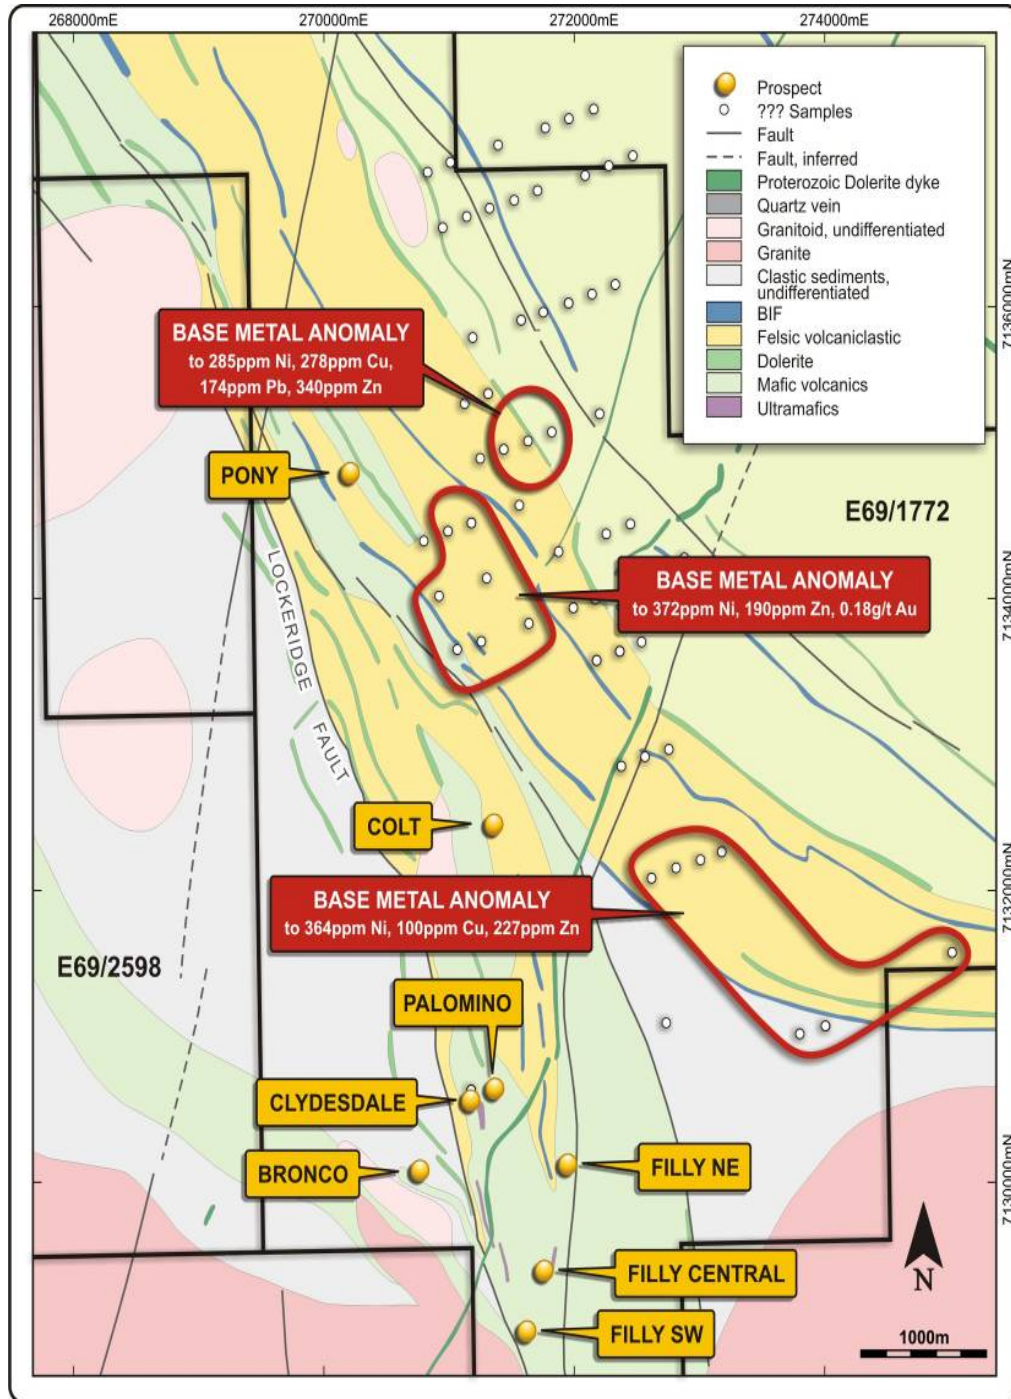 268000mE
270000mE
272000mE
274000mE
Prospect
??? Samples
Fault
Fault, inferred
Proterozoic Dolerite dyke
Quartz vein
Granitoid, undifferentiated
Granite
Clastic sediments,
undifferentiated
BIF
Felsic volcaniclastic
Dolerite
Mafic volcanics
Ultramafics
7136000mN
BASE METAL ANOMALY
to 285ppm Ni, 278ppm Cu,
174ppm Pb, 340ppm Zn
PONY
E69/1772
LOCKERIDGE
FAULT
BASE METAL ANOMALY
to 372ppm Ni, 190ppm Zn, 0.18g/t Au
7134000mN
COLT
BASE METAL ANOMALY
to 364ppm Ni, 100ppm Cu, 227ppm Zn
7132000mN
E69/2598
PALOMINO
CLYDESDALE
BRONCO
FILLY NE
7130000mN
FILLY CENTRAL
FILLY SW
N
1000m